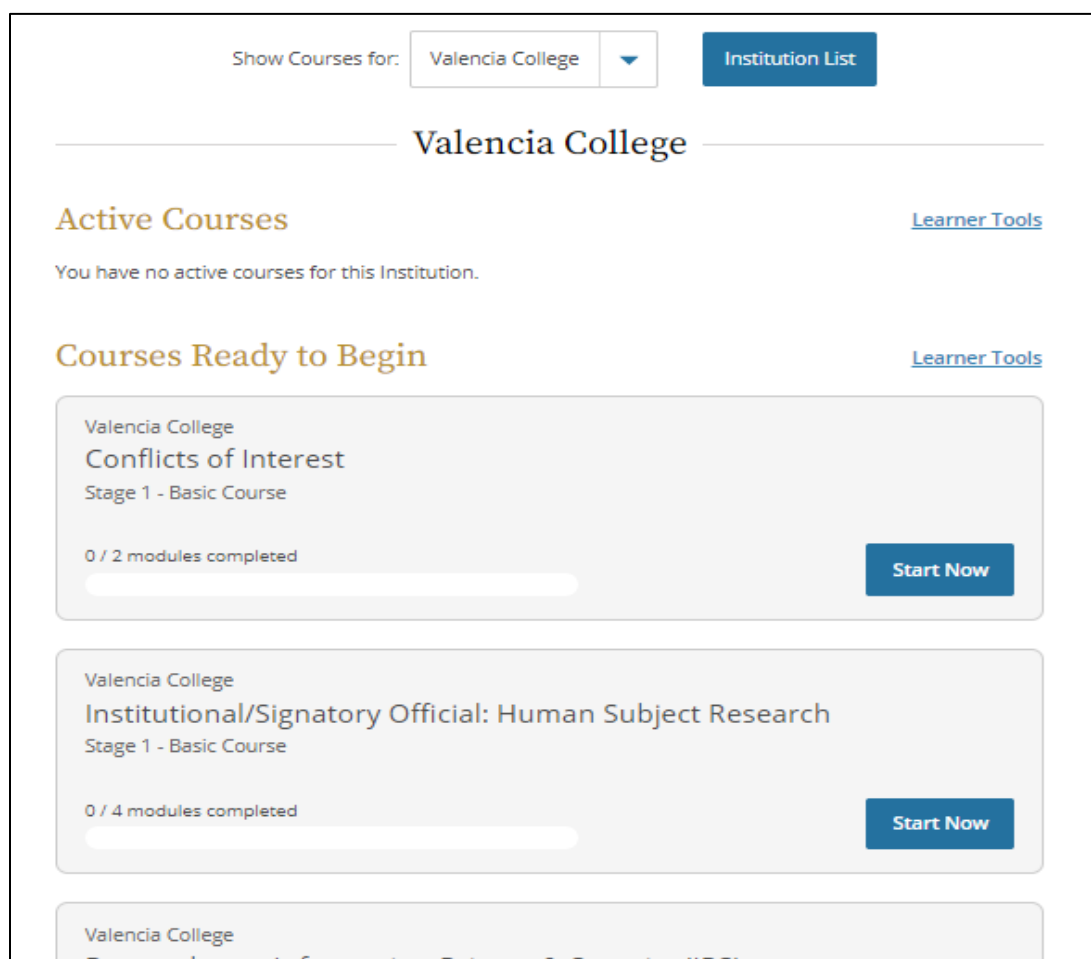 Show Courses for: Valencia College Institution List
Valencia College
Active Courses Learner Tools
You have no active courses for this Institution.
Courses Ready to Begin Learner Tools
Valencia College
Conflicts of Interest
Stage 1 - Basic Course
0 / 2 modules completed
Start Now
Valencia College
Institutional/Signatory Official: Human Subject Research
Stage 1 - Basic Course
0 / 4 modules completed
Start Now
Valencia College